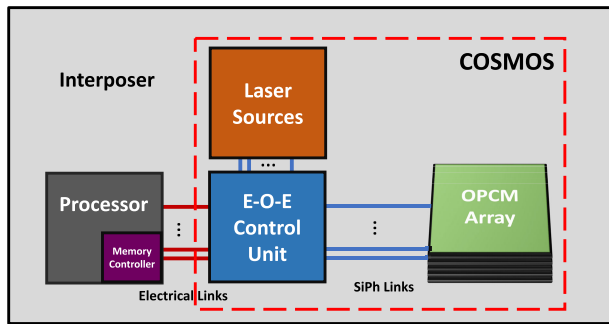 COSMOS
Interposer
Laser
Sources
Processor
Memory
Controller
E-O-E
Control
Unit
OPCM
Array
Electrical Links
SiPh Links